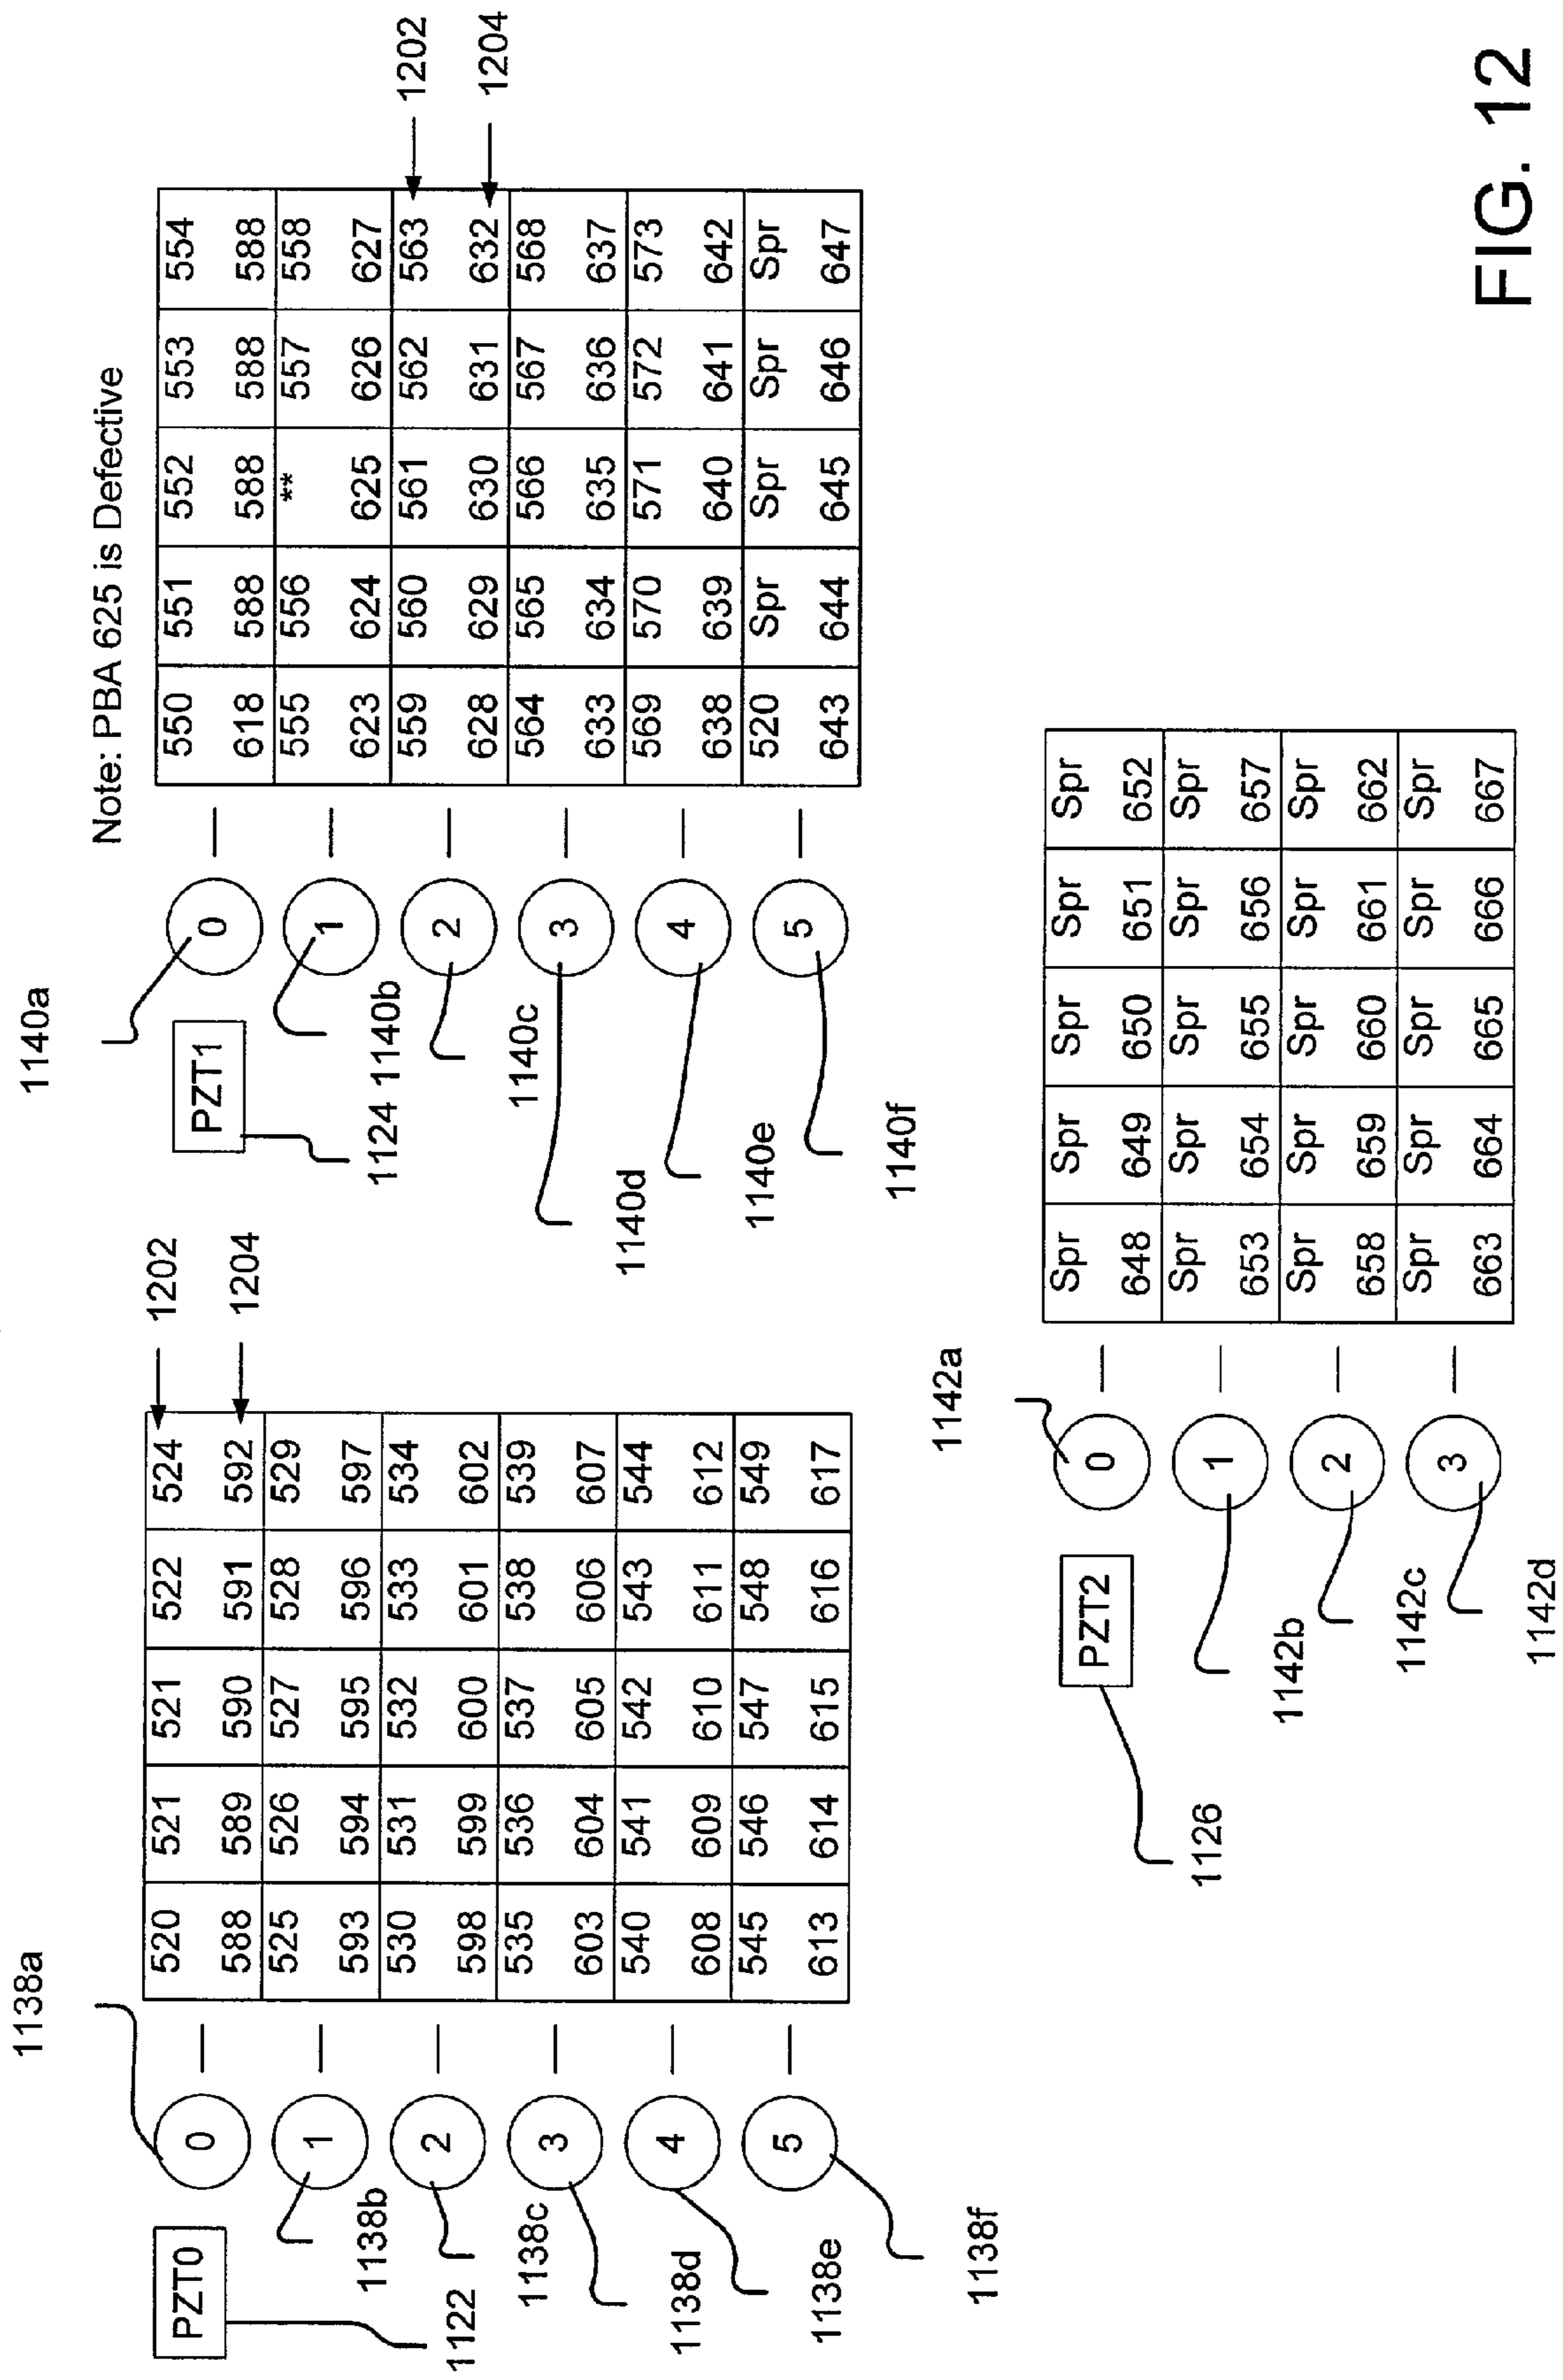 1138a
PZT0
0
1
2
3
4
5
1138b
1122
1138c
1138d
1138e
1138f
520 521 521 522 524
588 589 590 591 592
525 526 527 528 529
593 594 595 596 597
530 531 532 533 534
598 599 600 601 602
535 536 537 538 539
603 604 605 606 607
540 541 542 543 544
608 609 610 611 612
545 546 547 548 549
613 614 615 616 617
1202
1204
1140a
PZT1
0
1
2
3
4
5
1124
1140b
1140c
1140d
1140e
1140f
Note: PBA 625 is Defective
550 551 552 553 554
618 588 588 588 588
555 556 ** 557 558
623 624 625 626 627
559 560 561 562 563
628 629 630 631 632
564 565 566 567 568
633 634 635 636 637
569 570 571 572 573
638 639 640 641 642
520 Spr Spr Spr Spr
643 644 645 646 647
1202
1204
1142a
PZT2
0
1
2
3
1126
1142b
1142c
1142d
Spr Spr Spr Spr Spr
648 649 650 651 652
Spr Spr Spr Spr Spr
653 654 655 656 657
Spr Spr Spr Spr Spr
658 659 660 661 662
Spr Spr Spr Spr Spr
663 664 665 666 667
FIG. 12